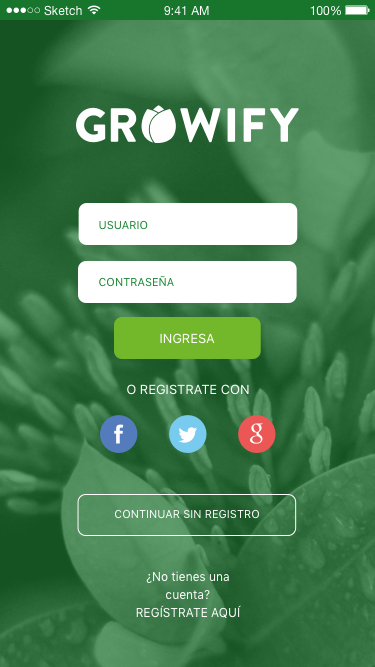 Sketch 9:41 AM 100%
GROWIFY
USUARIO
CONTRASEÑA
INGRESA
O REGISTRATE CON
f g
CONTINUAR SIN REGISTRO
¿No tienes una
cuenta?
REGÍSTRATE AQUÍ